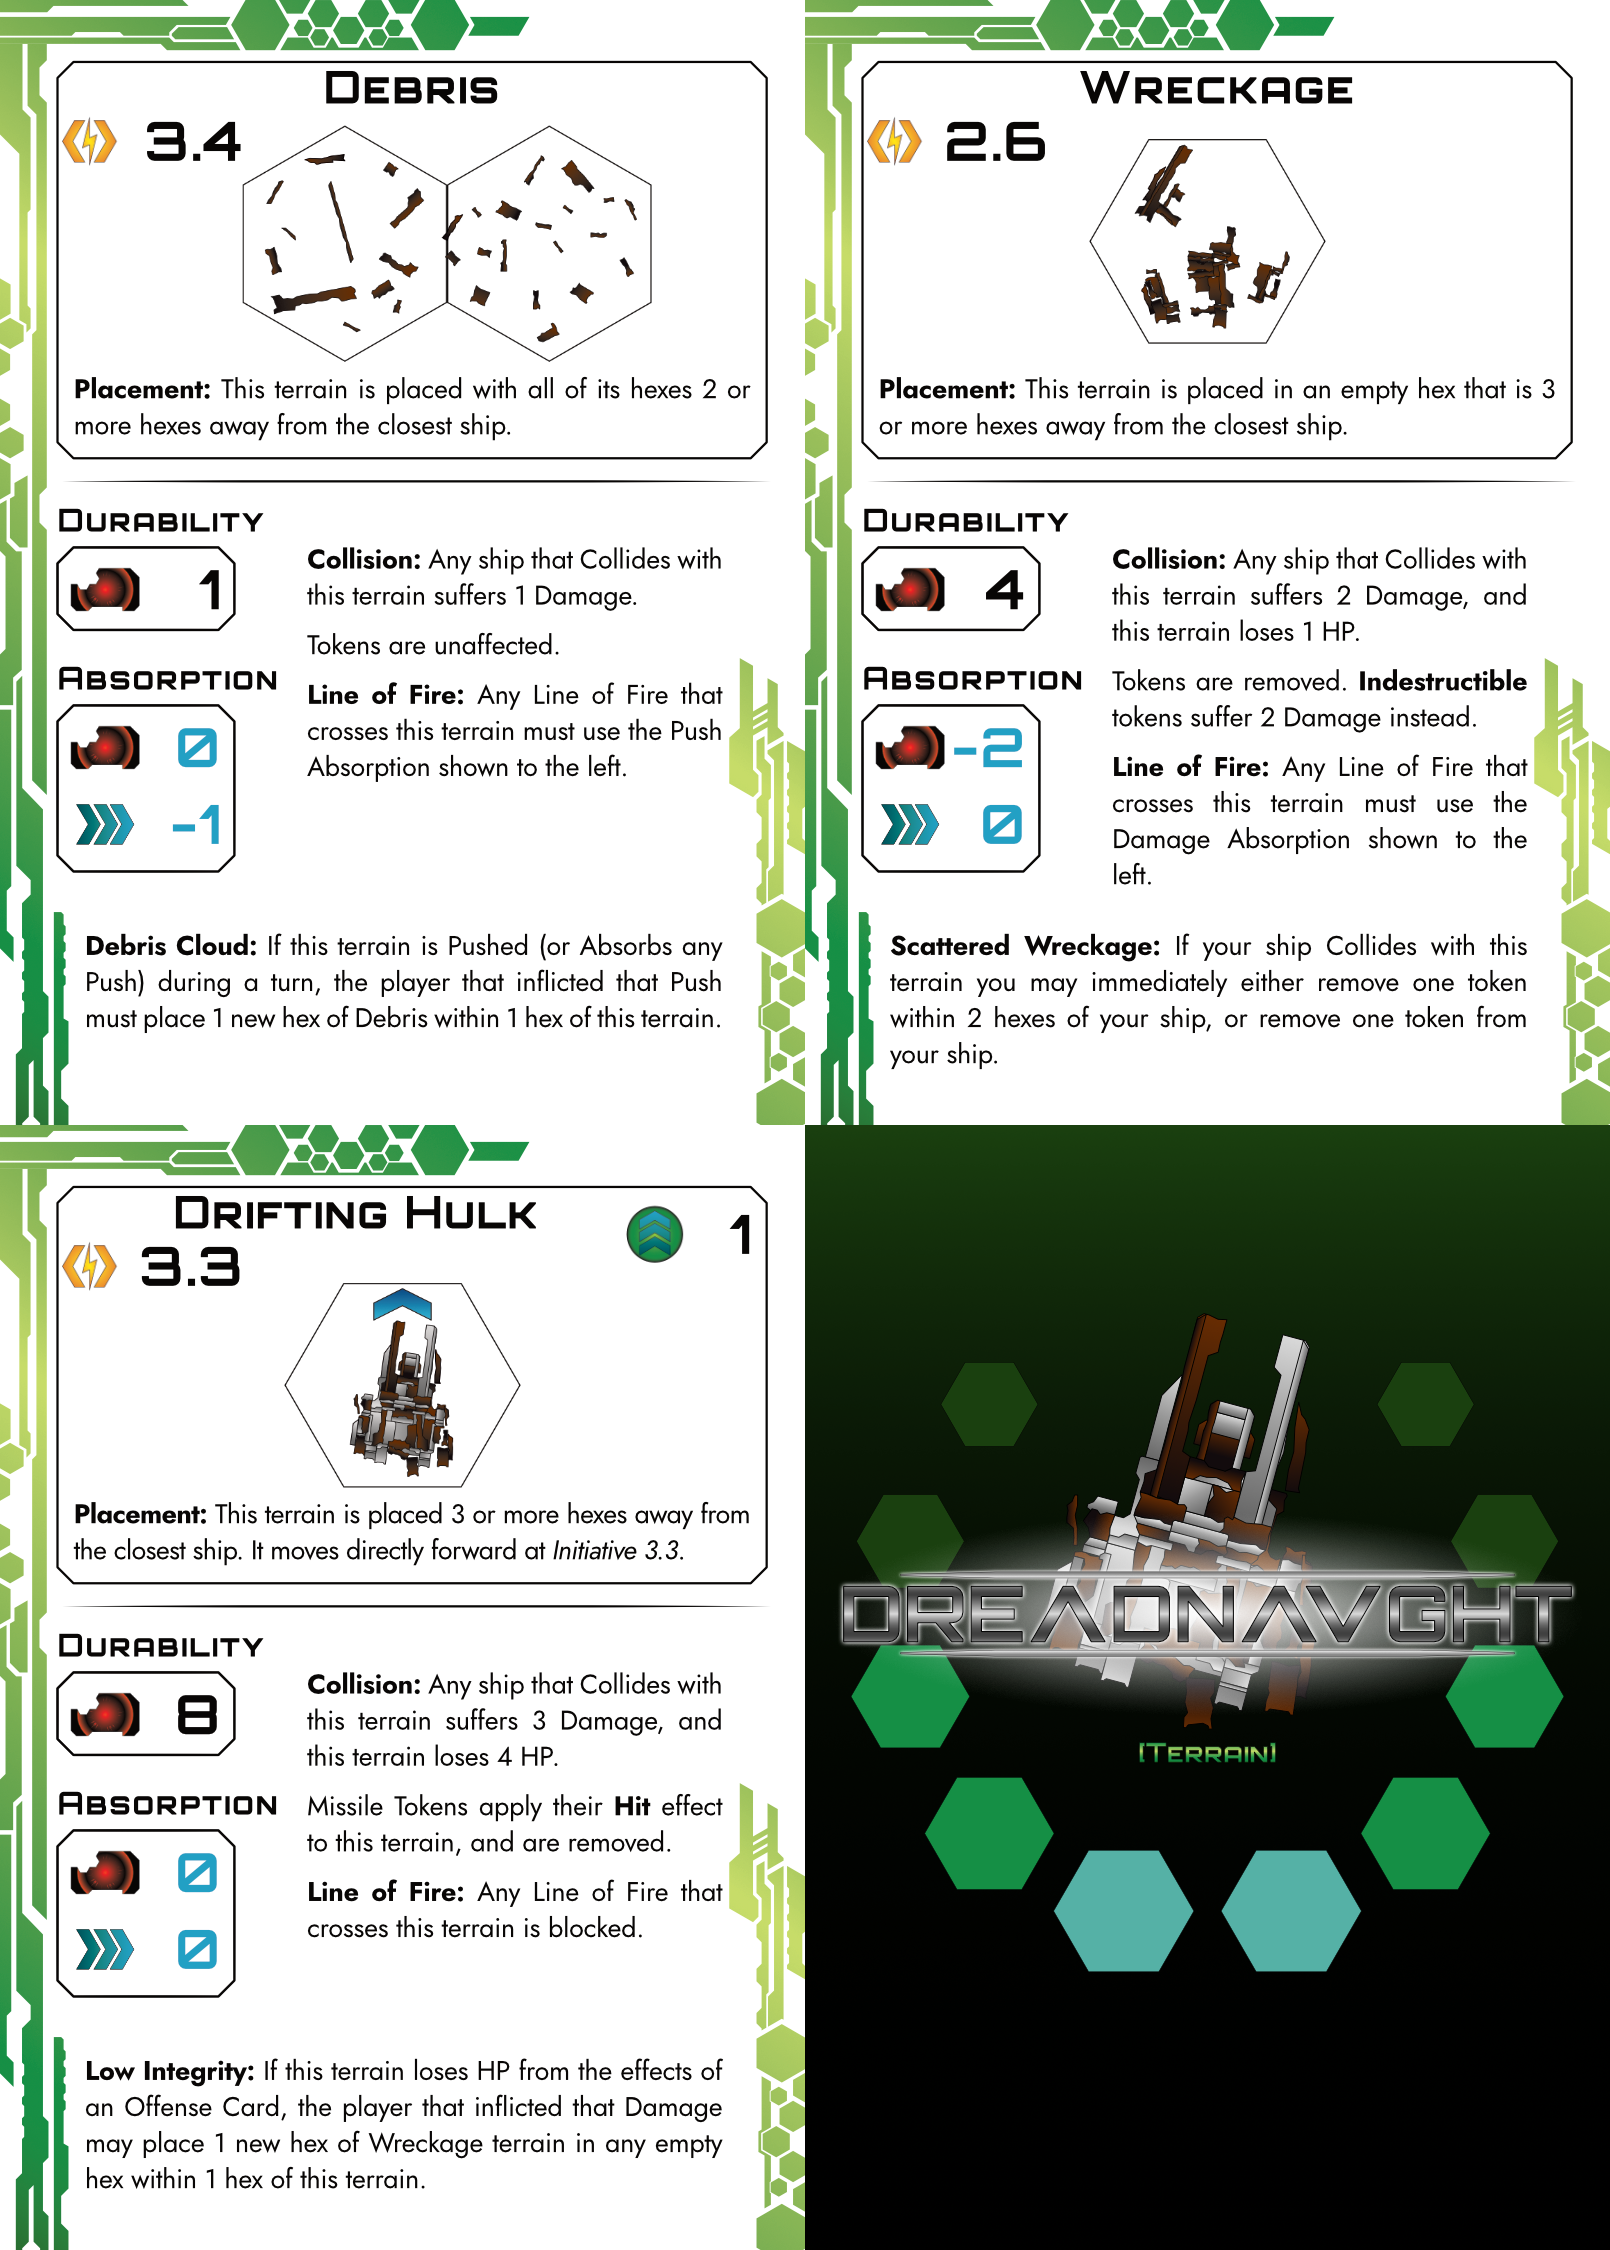 DEBRIS
3.4
Placement: This terrain is placed with all of its hexes 2 or
more hexes away from the closest ship.
DURABILITY
1
ABSORPTION
0
-1
Collision: Any ship that Collides with
this terrain suffers 1 Damage.
Tokens are unaffected.
Line of Fire: Any Line of Fire that
crosses this terrain must use the Push
Absorption shown to the left.
Debris Cloud: If this terrain is Pushed (or Absorbs any
Push) during a turn, the player that inflicted that Push
must place 1 new hex of Debris within 1 hex of this terrain.
WRECKAGE
2.6
Placement: This terrain is placed in an empty hex that is 3
or more hexes away from the closest ship.
DURABILITY
4
ABSORPTION
-2
0
Collision: Any ship that Collides with
this terrain suffers 2 Damage, and
this terrain loses 1 HP.
Tokens are removed. Indestructible
tokens suffer 2 Damage instead.
Line of Fire: Any Line of Fire that
crosses this terrain must use the
Damage Absorption shown to the
left.
Scattered Wreckage: If your ship Collides with this
terrain you may immediately either remove one token
within 2 hexes of your ship, or remove one token from
your ship.
DRIFTING HULK
1
3.3
Placement: This terrain is placed 3 or more hexes away from
the closest ship. It moves directly forward at Initiative 3.3.
DURABILITY
8
ABSORPTION
0
0
Collision: Any ship that Collides with
this terrain suffers 3 Damage, and
this terrain loses 4 HP.
Missile Tokens apply their Hit effect
to this terrain, and are removed.
Line of Fire: Any Line of Fire that
crosses this terrain is blocked.
Low Integrity: If this terrain loses HP from the effects of
an Offense Card, the player that inflicted that Damage
may place 1 new hex of Wreckage terrain in any empty
hex within 1 hex of this terrain.
DREADNAVGHT
[TERRAIN]